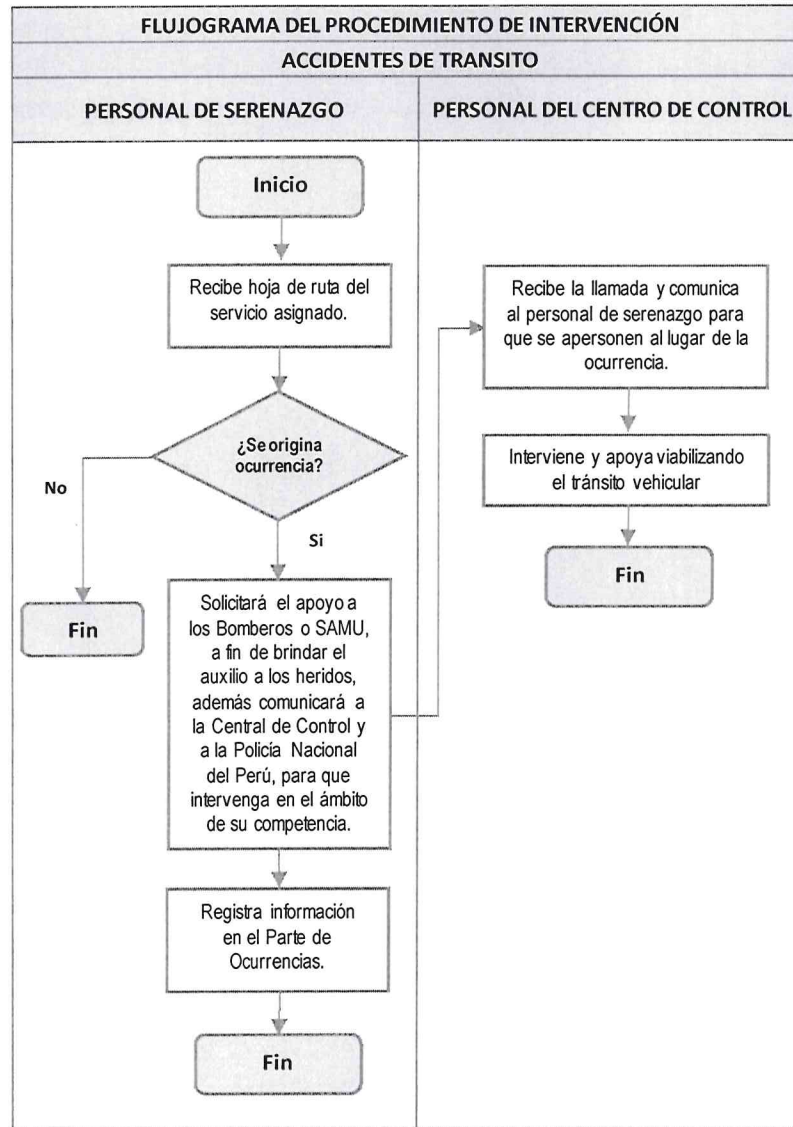 FLUJOGRAMA DEL PROCEDIMIENTO DE INTERVENCIÓN
ACCIDENTES DE TRANSITO
PERSONAL DE SERENAZGO
PERSONAL DEL CENTRO DE CONTROL
Inicio
Recibe hoja de ruta del
servicio asignado.
¿Se origina
ocurrencia?
No
Si
Fin
Solicitará el apoyo a
los Bomberos o SAMU,
a fin de brindar el
auxilio a los heridos,
además comunicará a
la Central de Control y
a la Policía Nacional
del Perú, para que
intervenga en el ámbito
de su competencia.
Registra información
en el Parte de
Ocurrencias.
Fin
Recibe la llamada y comunica
al personal de serenazgo para
que se apersonen al lugar de la
ocurrencia.
Interviene y apoya viabilizando
el tránsito vehicular
Fin